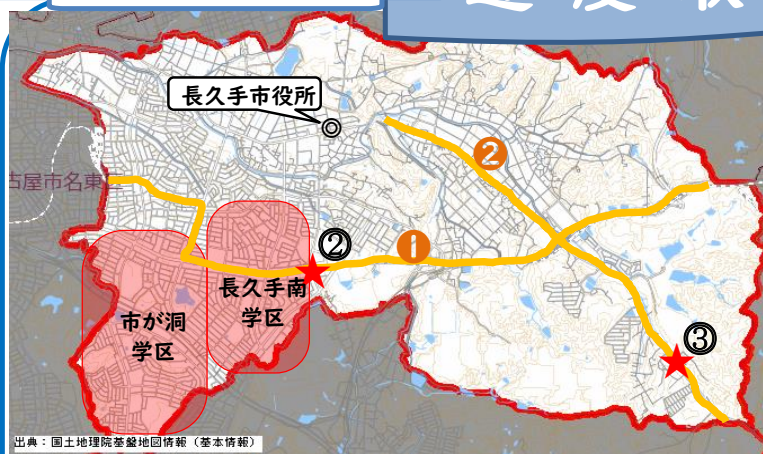 長久手市役所
❷
古屋市名東区
②
❶
長久手南
学区
市が洞
学区
③
出典：国土地理院基盤地図情報（基本情報）